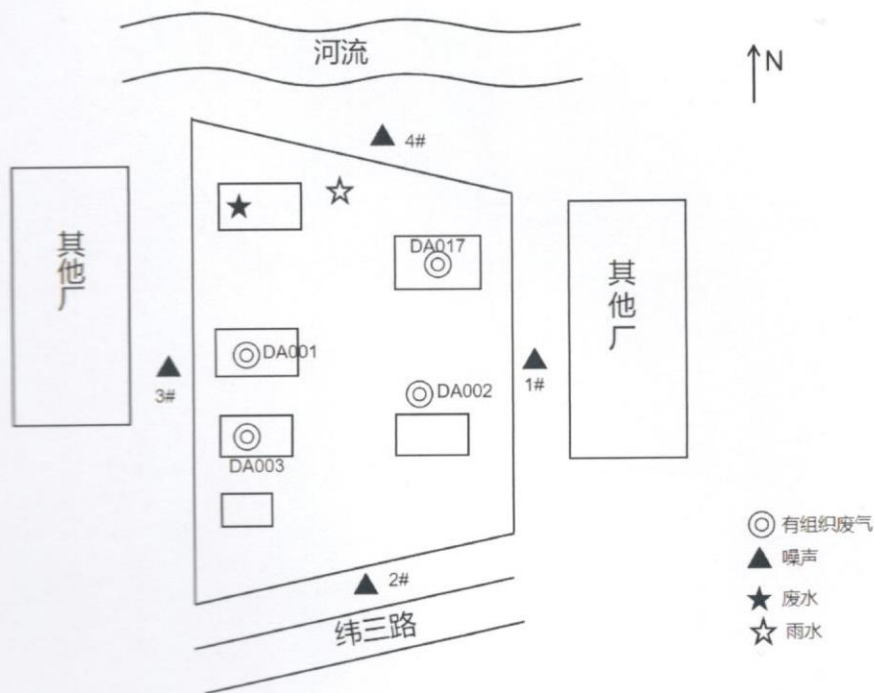 河流
N
4#
其他厂
DA017
其他厂
DA001
3#
1#
DA002
DA003
有组织废气
噪声
2#
废水
纬三路
雨水